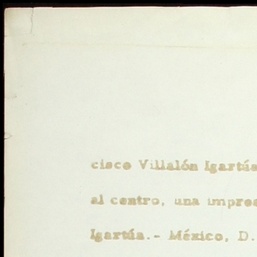 cisco Villalón Igartúa
al centro, una impres
Igartúa.- México, D.